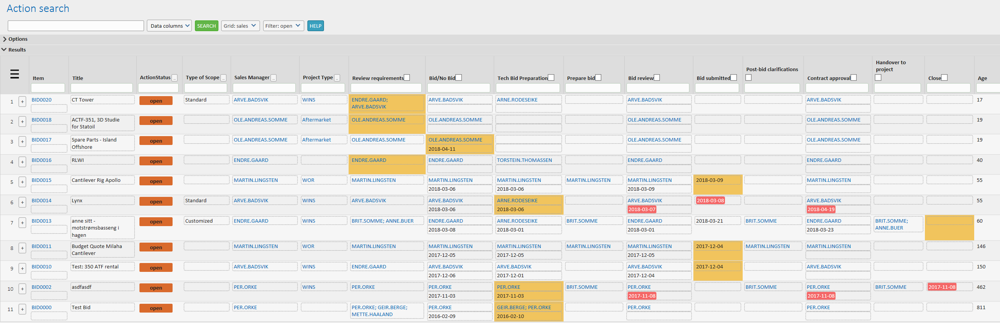 Action search
Data columns SEARCH Grid: sales Filter: open HELP
Options
Results
Item Title ActionStatus .. Type of Scope .. Sales Manager .. Project Type .. Review requirements Bid/No Bid Tech Bid Preparation Prepare bid Bid review Bid submitted Post-bid clarifications Contract approval Handover to project Close Age
1 + BID0020 CT Tower open Standard ARVE.BADSVIK WINS ENDRE.GAARD; ARVE.BADSVIK ARVE.BADSVIK ARNE.RODESEIKE ARVE.BADSVIK ARVE.BADSVIK 17
2 + BID0018 ACTF-351, 3D Studie for Statoil open OLE.ANDREAS.SOMME Aftermarket OLE.ANDREAS.SOMME OLE.ANDREAS.SOMME OLE.ANDREAS.SOMME OLE.ANDREAS.SOMME 19
3 + BID0017 Spare Parts - Island Offshore open OLE.ANDREAS.SOMME Aftermarket OLE.ANDREAS.SOMME OLE.ANDREAS.SOMME 2018-04-11 OLE.ANDREAS.SOMME OLE.ANDREAS.SOMME 19
4 + BID0016 RLWI open ENDRE.GAARD ENDRE.GAARD ENDRE.GAARD TORSTEIN.THOMASSEN ENDRE.GAARD ENDRE.GAARD 40
5 + BID0015 Cantilever Rig Apollo open MARTIN.LINGSTEN WOR MARTIN.LINGSTEN MARTIN.LINGSTEN 2018-03-06 MARTIN.LINGSTEN 2018-03-06 MARTIN.LINGSTEN MARTIN.LINGSTEN 2018-03-09 2018-03-09 MARTIN.LINGSTEN 55
6 + BID0014 Lynx open Standard ARVE.BADSVIK WINS ARVE.BADSVIK ARVE.BADSVIK 2018-03-06 ARNE.RODESEIKE 2018-03-06 ARVE.BADSVIK 2018-03-07 2018-03-08 ARVE.BADSVIK 2018-04-19 55
7 + BID0013 anne sitt - motstrømsbasseng i hagen open Customized ENDRE.GAARD WINS BRIT.SOMME; ANNE.BUER ENDRE.GAARD 2018-03-08 ARNE.RODESEIKE 2018-03-01 BRIT.SOMME ENDRE.GAARD 2018-03-01 2018-03-21 BRIT.SOMME ENDRE.GAARD 2018-03-23 BRIT.SOMME; ANNE.BUER 60
8 + BID0011 Budget Quote Milaha Cantilever open MARTIN.LINGSTEN WOR MARTIN.LINGSTEN MARTIN.LINGSTEN 2017-12-05 MARTIN.LINGSTEN 2017-12-05 MARTIN.LINGSTEN MARTIN.LINGSTEN 2017-12-05 2017-12-04 MARTIN.LINGSTEN MARTIN.LINGSTEN 146
9 + BID0010 Test: 350 ATF rental open ARVE.BADSVIK WINS ENDRE.GAARD ARVE.BADSVIK 2017-12-06 ARVE.BADSVIK 2017-12-01 ARVE.BADSVIK 2017-12-04 2017-12-04 ARVE.BADSVIK 150
10 + BID0002 asdfasdf open PER.ORKE WINS PER.ORKE PER.ORKE 2017-11-03 PER.ORKE 2017-11-03 BRIT.SOMME PER.ORKE 2017-11-08 BRIT.SOMME PER.ORKE 2017-11-08 BRIT.SOMME 2017-11-08 462
11 + BID0000 Test Bid open PER.ORKE PER.ORKE; GEIR.BERGE; METTE.HAALAND PER.ORKE 2016-02-09 GEIR.BERGE; PER.ORKE 2016-02-10 PER.ORKE PER.ORKE 811